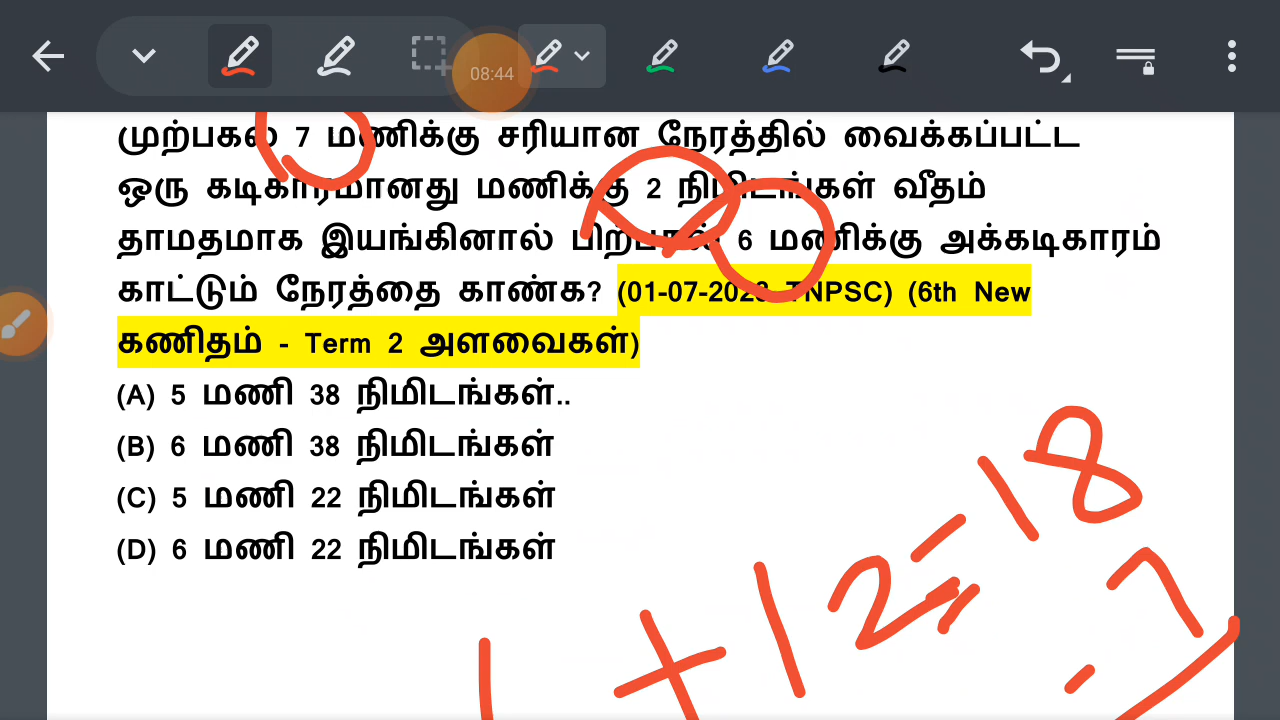 08:44
முற்பகல் 7 மணிக்கு சரியான நேரத்தில் வைக்கப்பட்ட
ஒரு கடிகாரமானது மணிக்கு 2 நிமிடங்கள் வீதம்
தாமதமாக இயங்கினால் பிற்பகல் 6 மணிக்கு அக்கடிகாரம்
காட்டும் நேரத்தை காண்க? (01-07-2023 TNPSC) (6th New
கணிதம் - Term 2 அளவைகள்)
(A) 5 மணி 38 நிமிடங்கள்..
(B) 6 மணி 38 நிமிடங்கள்
(C) 5 மணி 22 நிமிடங்கள்
(D) 6 மணி 22 நிமிடங்கள்
+ 12 = 18
- 7